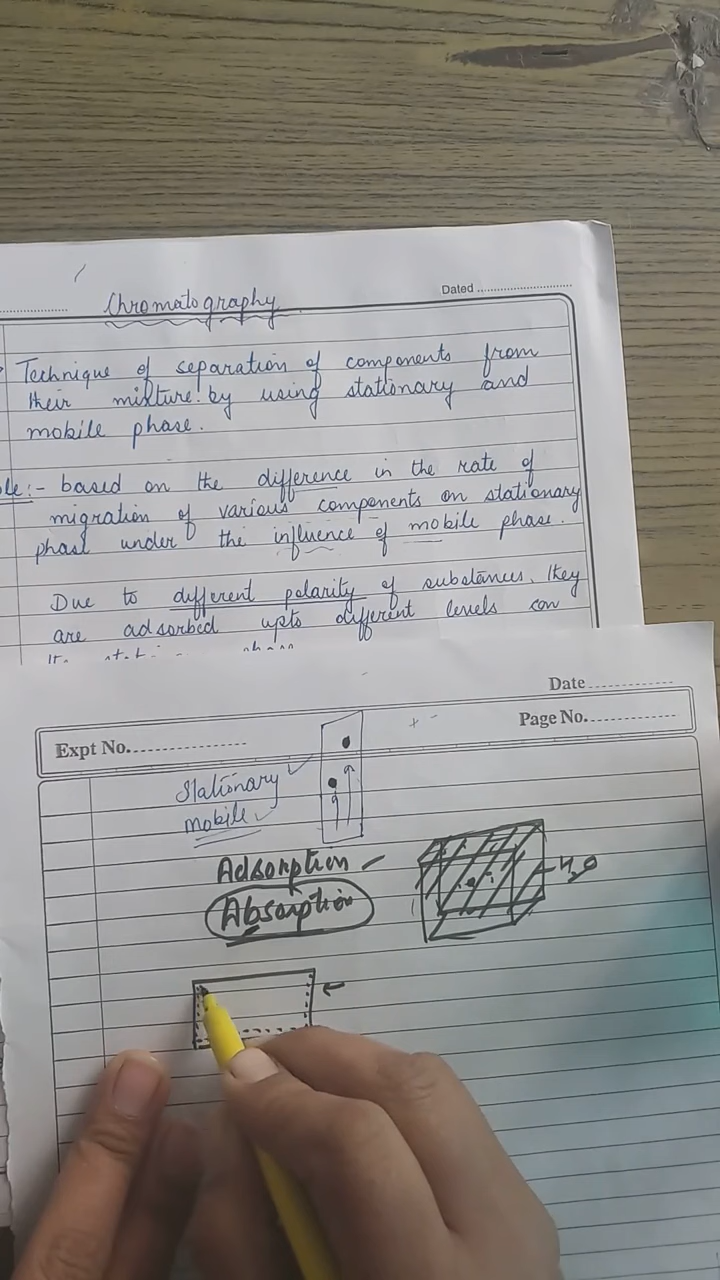 Chromatography
Dated
Technique of separation of components from
their mixture. by using stationary and
mobile phase.
le:- based on the difference in the rate of
migration of various components on stationary
phase under the influence of mobile phase.
Due to different polarity of substances, they
are adsorbed upto different levels on
Date
Expt No.
Page No.
+ -
Stationary
mobile
Adsorption
Absorption
H2O